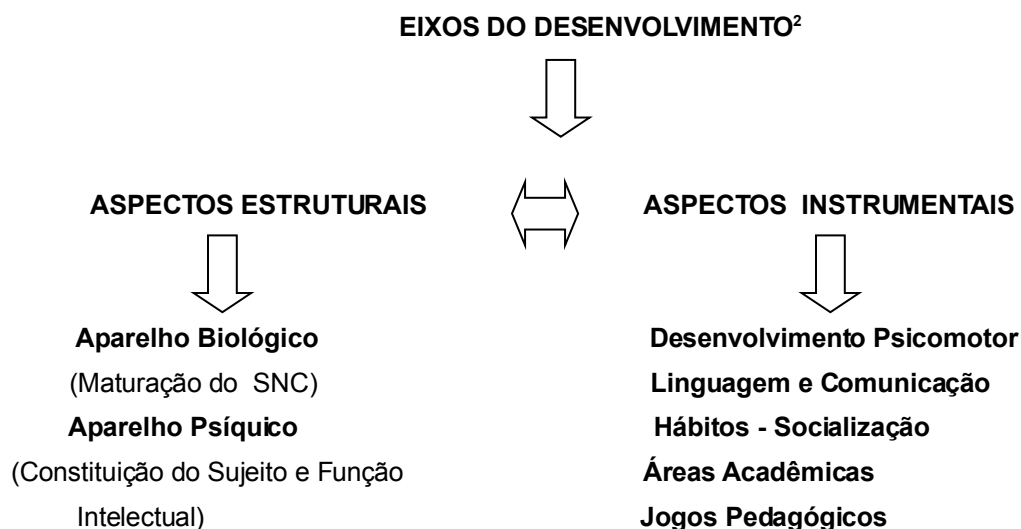 EIXOS DO DESENVOLVIMENTO²
ASPECTOS ESTRUTURAIS
Aparelho Biológico
(Maturação do SNC)
Aparelho Psíquico
(Constituição do Sujeito e Função
Intelectual)
ASPECTOS INSTRUMENTAIS
Desenvolvimento Psicomotor
Linguagem e Comunicação
Hábitos - Socialização
Áreas Acadêmicas
Jogos Pedagógicos